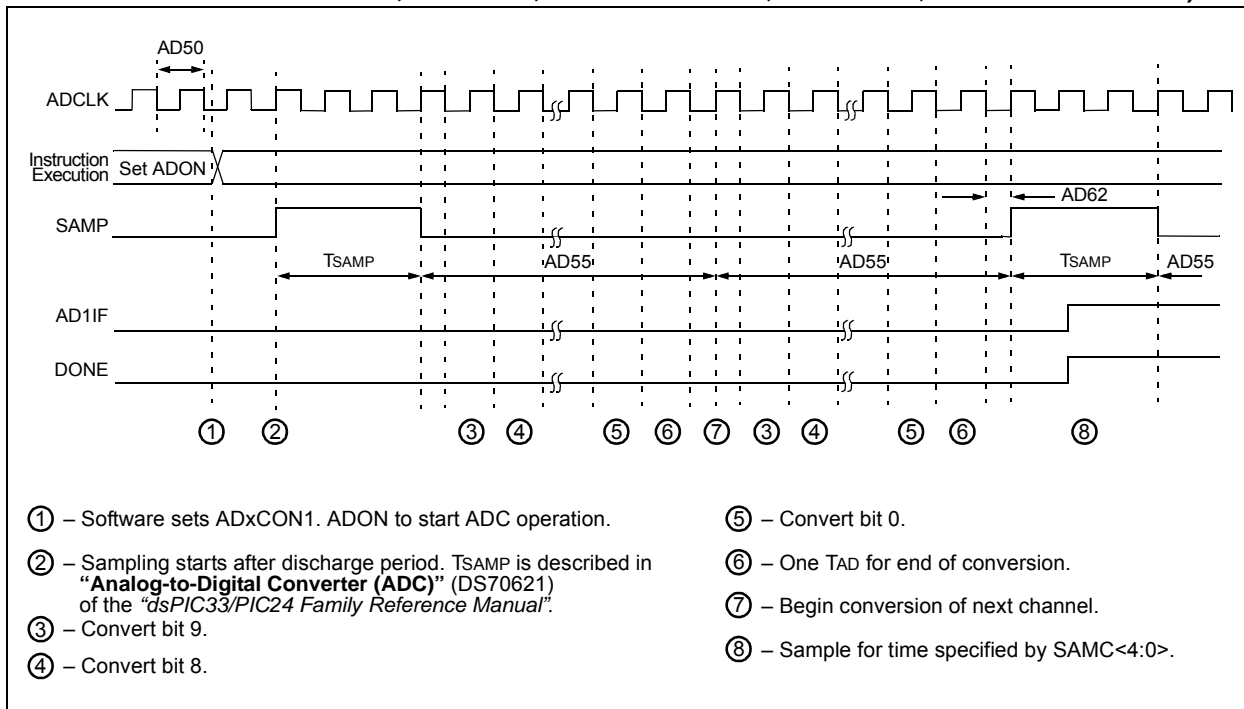 AD50
ADCLK
Instruction
Execution
Set ADON
AD62
SAMP
TSAMP AD55 AD55 TSAMP AD55
AD1IF
DONE
1 2 3 4 5 6 7 3 4 5 6 8
1 – Software sets ADxCON1. ADON to start ADC operation.
2 – Sampling starts after discharge period. TSAMP is described in
“Analog-to-Digital Converter (ADC)” (DS70621)
of the “dsPIC33/PIC24 Family Reference Manual”.
3 – Convert bit 9.
4 – Convert bit 8.
5 – Convert bit 0.
6 – One TAD for end of conversion.
7 – Begin conversion of next channel.
8 – Sample for time specified by SAMC<4:0>.